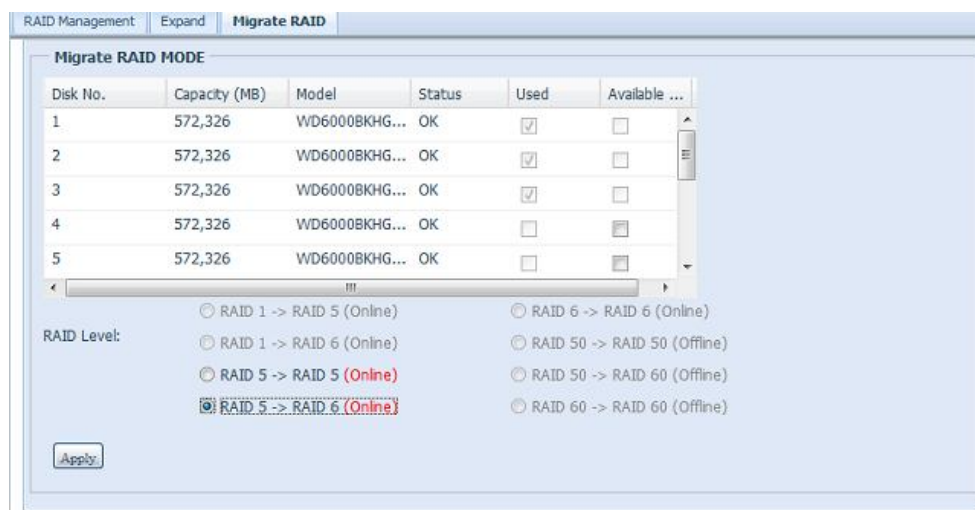 RAID Management Expand Migrate RAID
Migrate RAID MODE
Disk No. Capacity (MB) Model Status Used Available ...
1 572,326 WD6000BKHG... OK
2 572,326 WD6000BKHG... OK
3 572,326 WD6000BKHG... OK
4 572,326 WD6000BKHG... OK
5 572,326 WD6000BKHG... OK
RAID Level:
RAID 1 -> RAID 5 (Online) RAID 6 -> RAID 6 (Online)
RAID 1 -> RAID 6 (Online) RAID 50 -> RAID 50 (Offline)
RAID 5 -> RAID 5 (Online) RAID 50 -> RAID 60 (Offline)
RAID 5 -> RAID 6 (Online) RAID 60 -> RAID 60 (Offline)
Apply